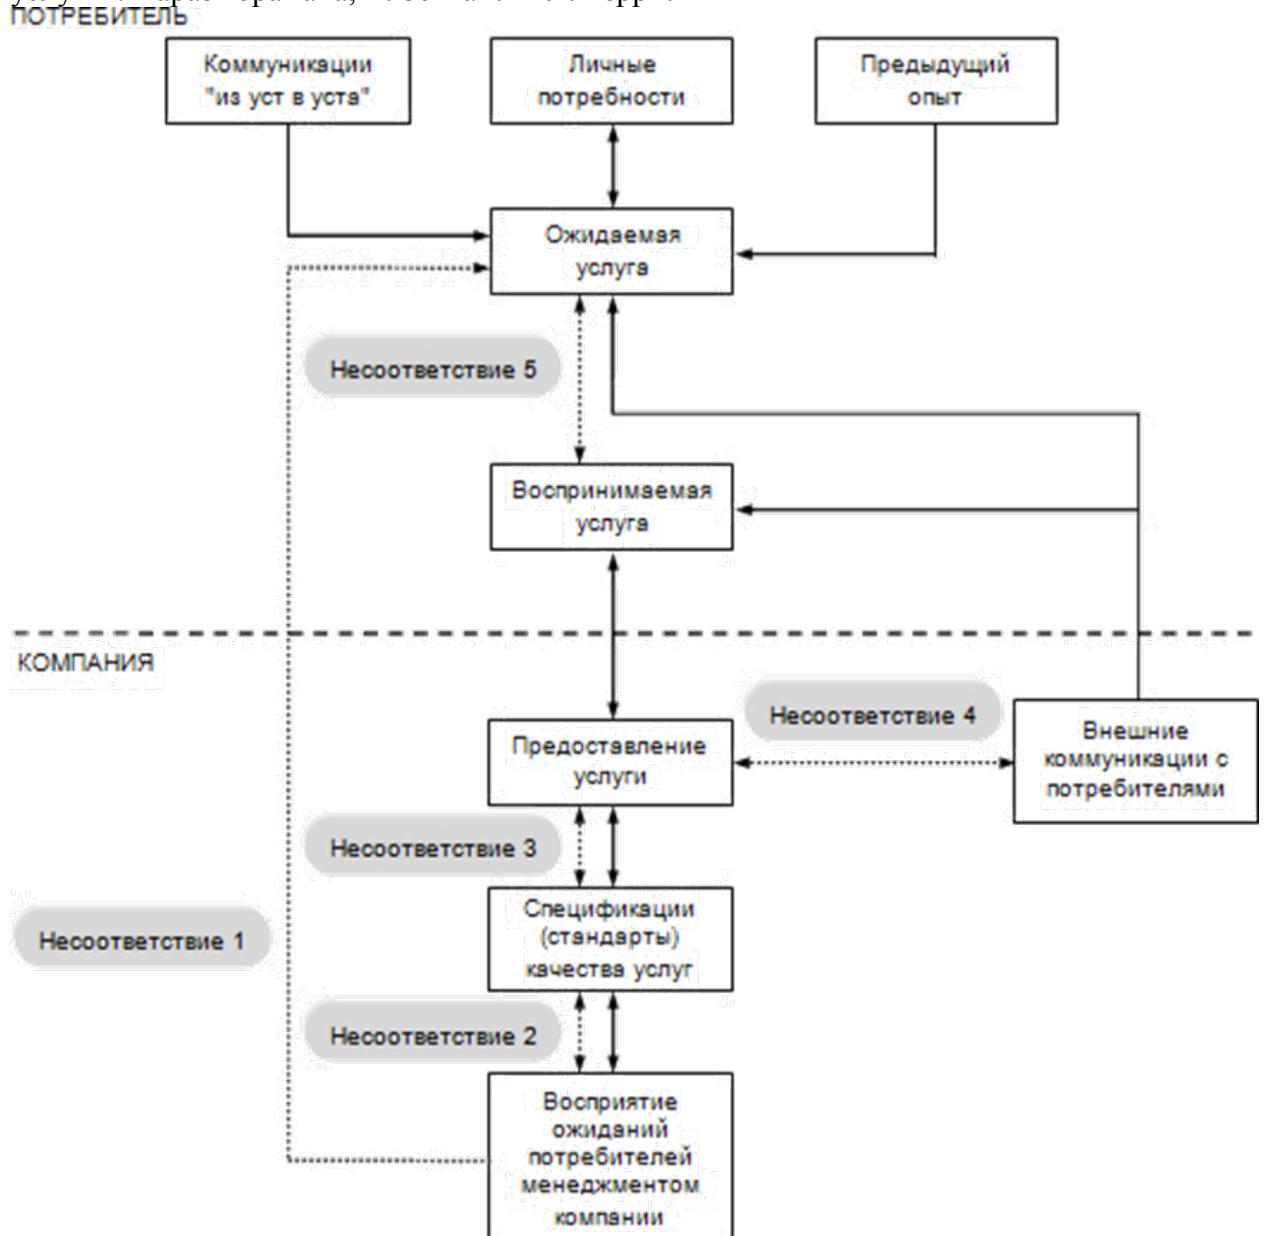 ПОТРЕБИТЕЛЬ
Коммуникации
"из уст в уста"
Личные
потребности
Предыдущий
опыт
Ожидаемая
услуга
Несоответствие 5
Воспринимаемая
услуга
КОМПАНИЯ
Несоответствие 4
Внешние
коммуникации с
потребителями
Предоставление
услуги
Несоответствие 3
Спецификации
(стандарты)
качества услуг
Несоответствие 1
Несоответствие 2
Восприятие
ожиданий
потребителей
менеджментом
компании